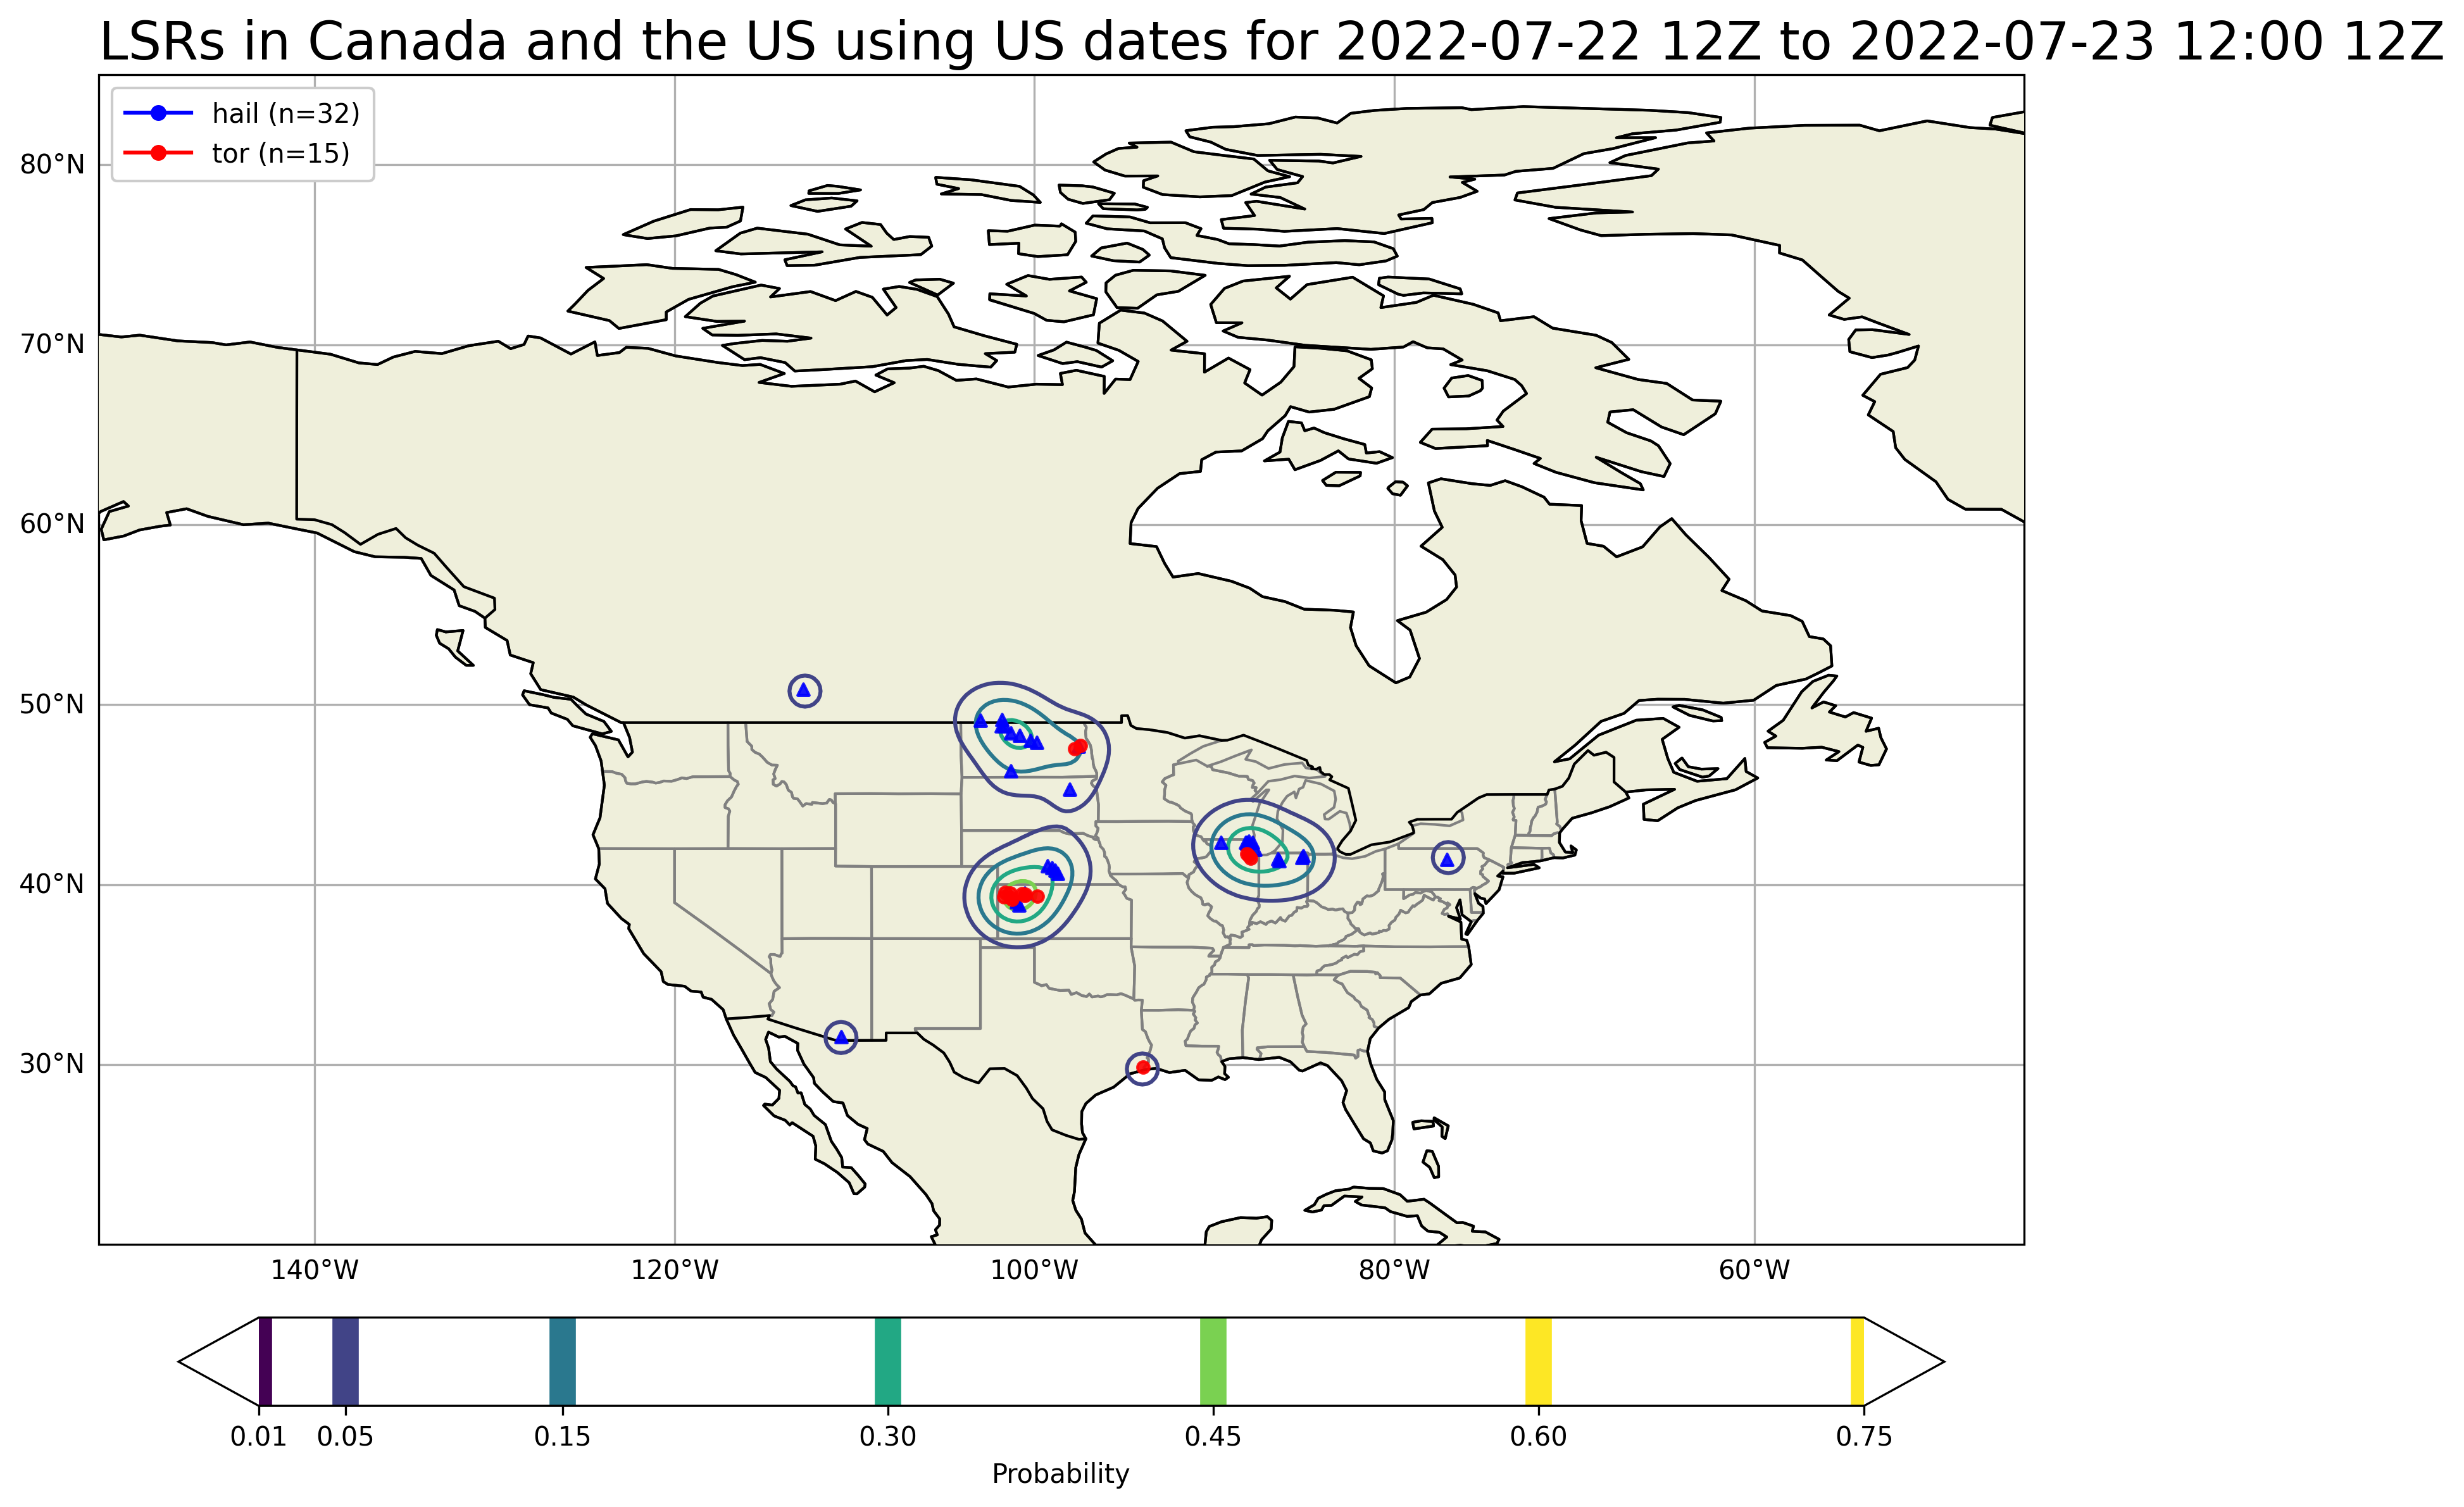 LSRs in Canada and the US using US dates for 2022-07-22 12Z to 2022-07-23 12:00 12Z
hail (n=32)
tor (n=15)
80°N
70°N
60°N
50°N
40°N
30°N
140°W 120°W 100°W 80°W 60°W
0.01 0.05 0.15 0.30 0.45 0.60 0.75
Probability